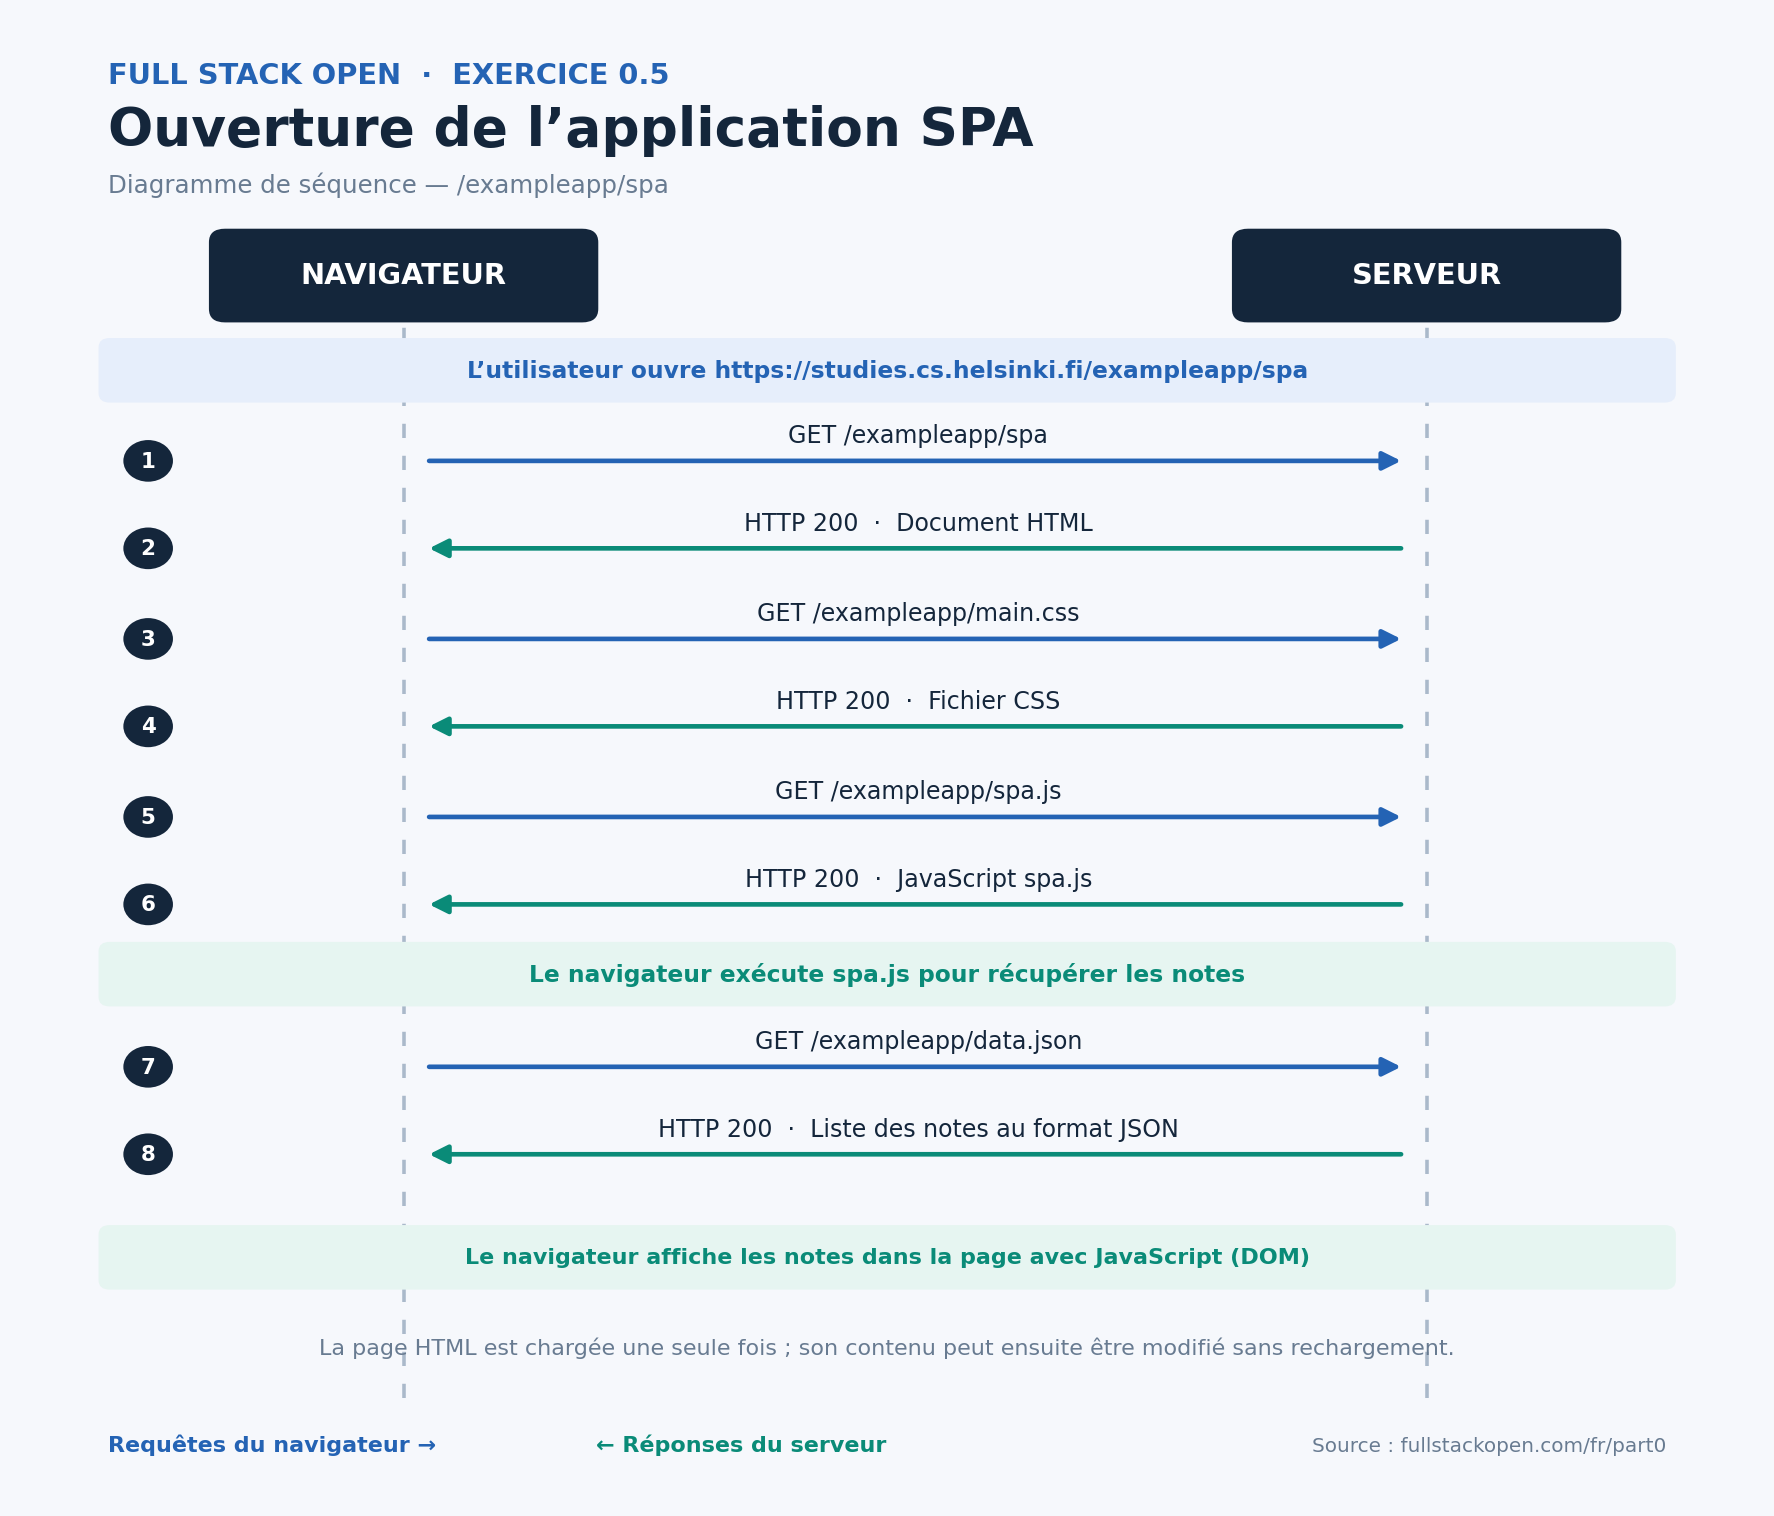 FULL STACK OPEN · EXERCICE 0.5
Ouverture de l’application SPA
Diagramme de séquence — /exampleapp/spa
NAVIGATEUR
SERVEUR
L’utilisateur ouvre https://studies.cs.helsinki.fi/exampleapp/spa
GET /exampleapp/spa
1
HTTP 200 · Document HTML
2
GET /exampleapp/main.css
3
HTTP 200 · Fichier CSS
4
GET /exampleapp/spa.js
5
HTTP 200 · JavaScript spa.js
6
Le navigateur exécute spa.js pour récupérer les notes
GET /exampleapp/data.json
7
HTTP 200 · Liste des notes au format JSON
8
Le navigateur affiche les notes dans la page avec JavaScript (DOM)
La page HTML est chargée une seule fois ; son contenu peut ensuite être modifié sans rechargement.
Requêtes du navigateur →
← Réponses du serveur
Source : fullstackopen.com/fr/part0